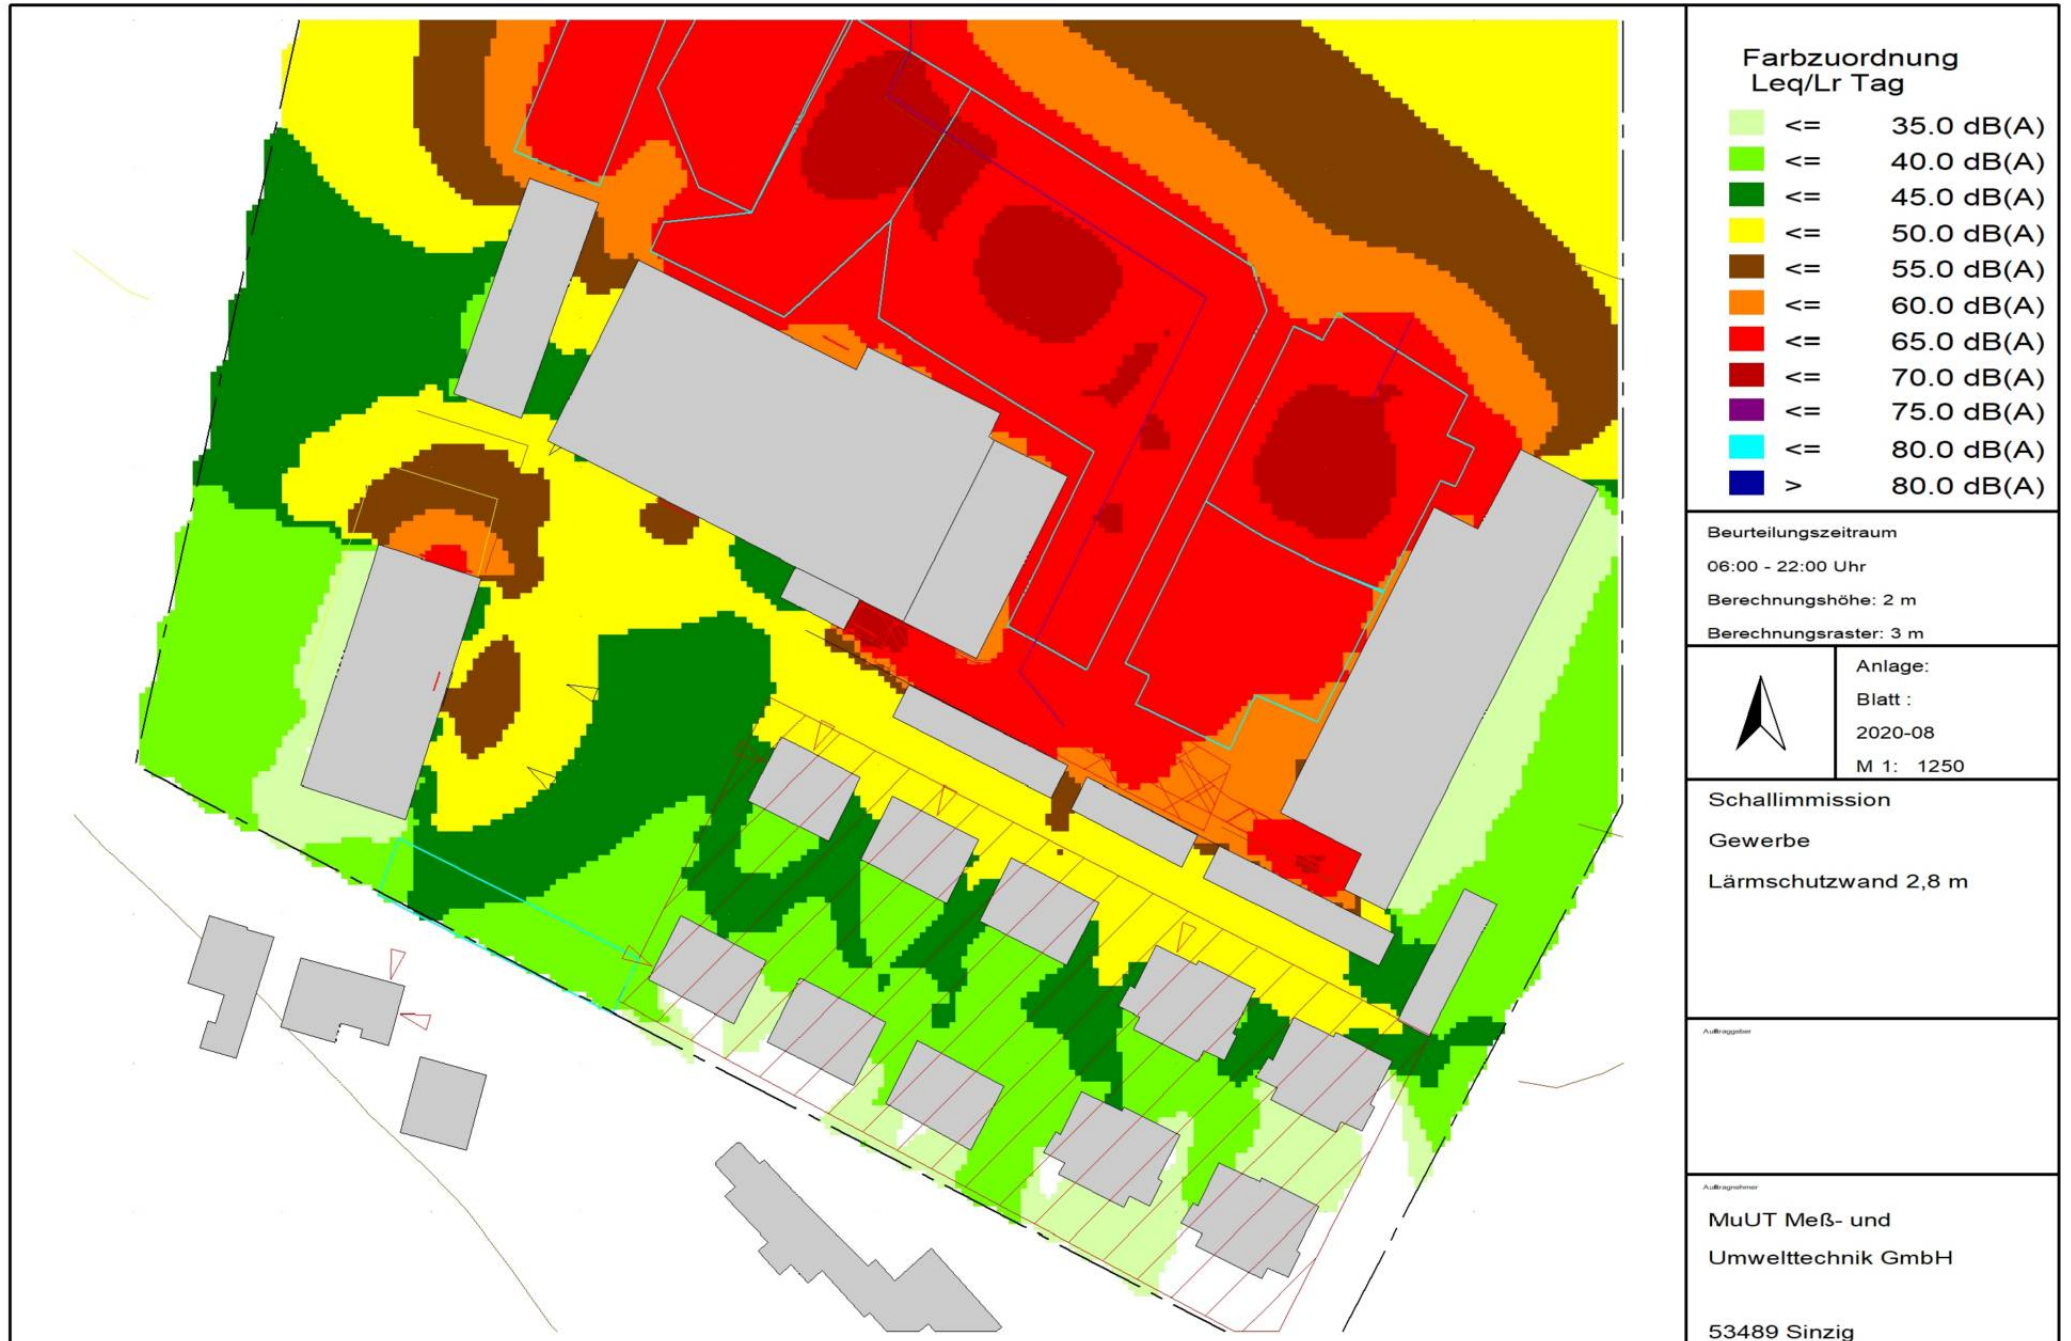 Farbzuordnung
Leq/Lr Tag
<= 35.0 dB(A)
<= 40.0 dB(A)
<= 45.0 dB(A)
<= 50.0 dB(A)
<= 55.0 dB(A)
<= 60.0 dB(A)
<= 65.0 dB(A)
<= 70.0 dB(A)
<= 75.0 dB(A)
<= 80.0 dB(A)
> 80.0 dB(A)
Beurteilungszeitraum
06:00 - 22:00 Uhr
Berechnungshöhe: 2 m
Berechnungsraster: 3 m
Anlage:
Blatt :
2020-08
M 1: 1250
Schallimmission
Gewerbe
Lärmschutzwand 2,8 m
Auftraggeber
Auftragnehmer
MuUT Meß- und
Umwelttechnik GmbH
53489 Sinzig